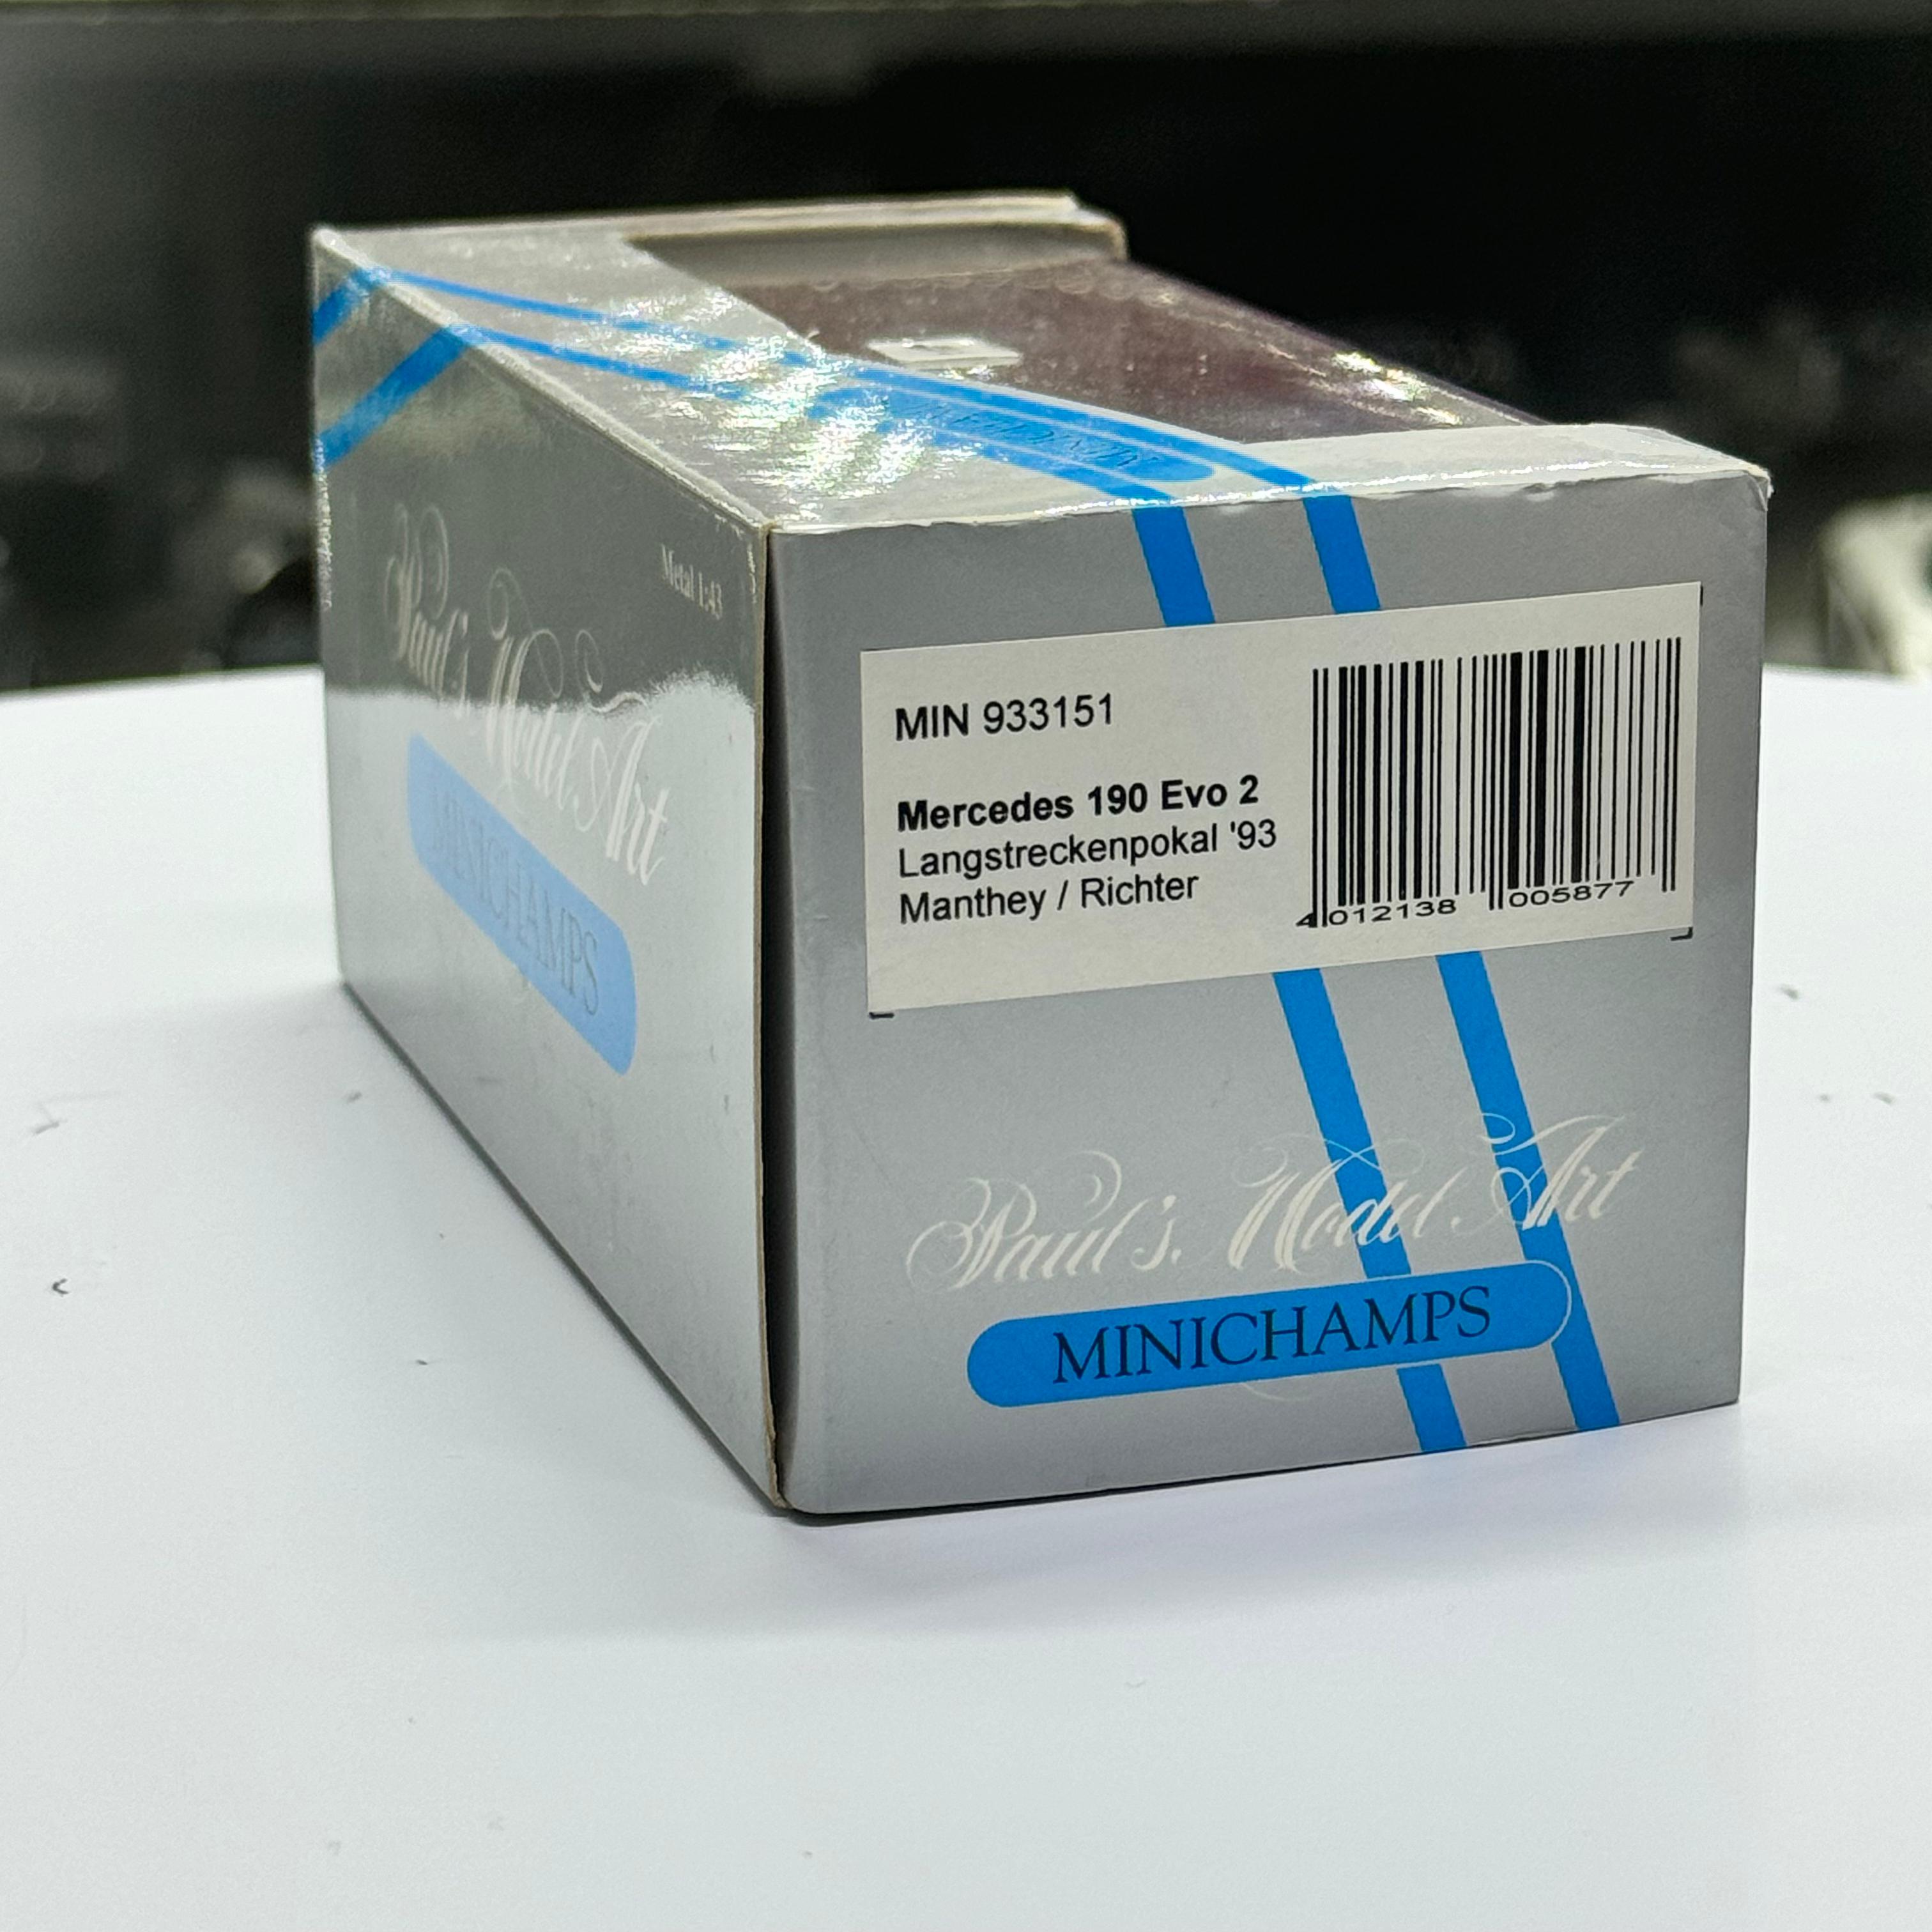 Metal 1:43
Paul's Model Art
MINICHAMPS
MIN 933151
Mercedes 190 Evo 2
Langstreckenpokal '93
Manthey / Richter
4 012138 005877
Paul's Model Art
MINICHAMPS